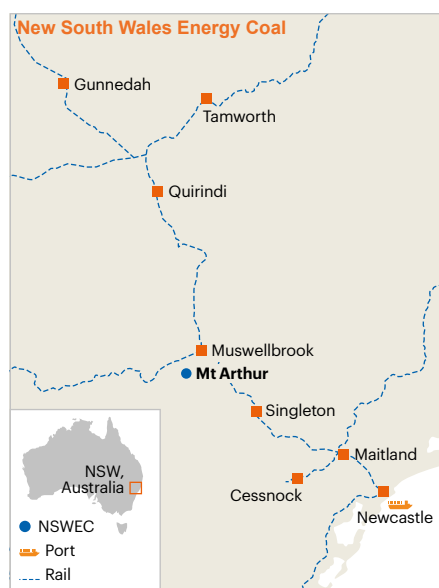 New South Wales Energy Coal
Gunnedah
Tamworth
Quirindi
Muswellbrook
Mt Arthur
Singleton
Maitland
Cessnock
Newcastle
NSW,
Australia
NSWEC
Port
Rail